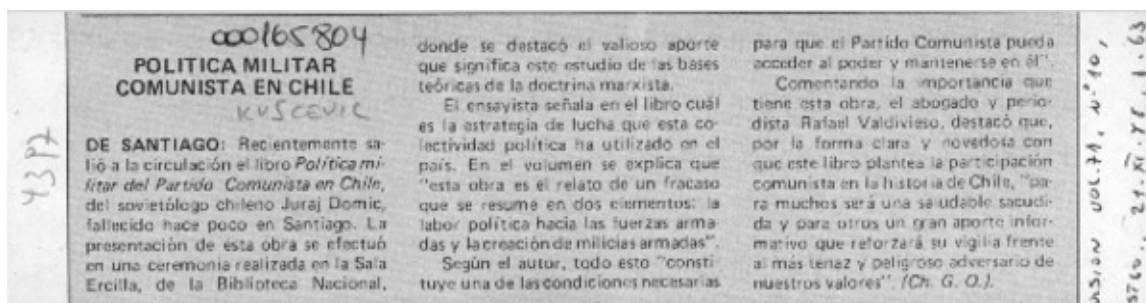 000165804
POLITICA MILITAR
COMUNISTA EN CHILE
KUSCEVIC
DE SANTIAGO: Recientemente sa-
lió a la circulación el libro Política mi-
litar del Partido Comunista en Chile,
del sovietólogo chileno Juraj Domic,
fallecido hace poco en Santiago. La
presentación de esta obra se efectuó
en una ceremonia realizada en la Sala
Ercilla, de la Biblioteca Nacional,
donde se destacó el valioso aporte
que significa este estudio de las bases
teóricas de la doctrina marxista.
El ensayista señala en el libro cuál
es la estrategia de lucha que esta co-
lectividad política ha utilizado en el
país. En el volumen se explica que
"esta obra es el relato de un fracaso
que se resume en dos elementos: la
labor política hacia las fuerzas arma-
das y la creación de milicias armadas".
Según el autor, todo esto "consti-
tuye una de las condiciones necesarias
para que el Partido Comunista pueda
acceder al poder y mantenerse en él".
Comentando la importancia que
tiene esta obra, el abogado y perio-
dista Rafael Valdivieso, destacó que,
por la forma clara y novedosa con
que este libro plantea la participación
comunista en la historia de Chile, "pa-
ra muchos será una saludable sacudi-
da y para otros un gran aporte infor-
mativo que reforzará su vigilia frente
al más tenaz y peligroso adversario de
nuestros valores". (Ch. G. O.).
VOL.71, N°10,